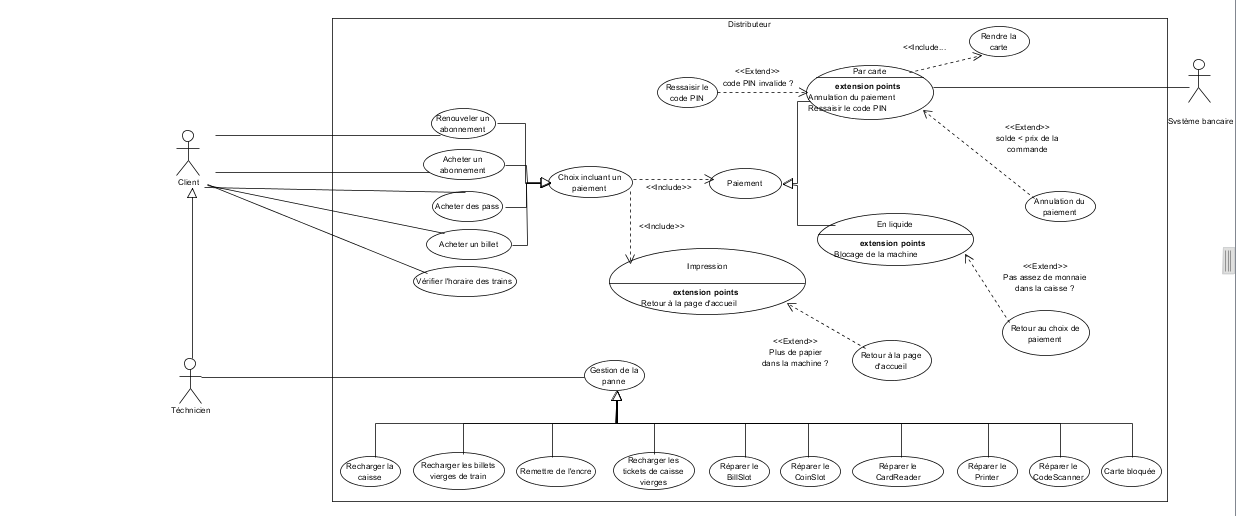 Distributeur
Rendre la
carte
<<Include...
Par carte
extension points
Annulation du paiement
Ressaisir le code PIN
<<Extend>>
code PIN invalide ?
Ressaisir le
code PIN
Système bancaire
Renouveler un
abonnement
<<Extend>>
solde < prix de la
commande
Client
Acheter un
abonnement
Choix incluant un
paiement
<<Include>>
Paiement
Acheter des pass
Annulation du
paiement
<<Include>>
En liquide
extension points
Blocage de la machine
Acheter un billet
Vérifier l'horaire des trains
Impression
extension points
Retour à la page d'accueil
<<Extend>>
Pas assez de monnaie
dans la caisse ?
Retour au choix de
paiement
<<Extend>>
Plus de papier
dans la machine ?
Retour à la page
d'accueil
Téchnicien
Gestion de la
panne
Recharger la
caisse
Recharger les billets
vierges de train
Remettre de l'encre
Recharger les
tickets de caisse
vierges
Réparer le
BillSlot
Réparer le
CoinSlot
Réparer le
CardReader
Réparer le
Printer
Réparer le
CodeScanner
Carte bloquée